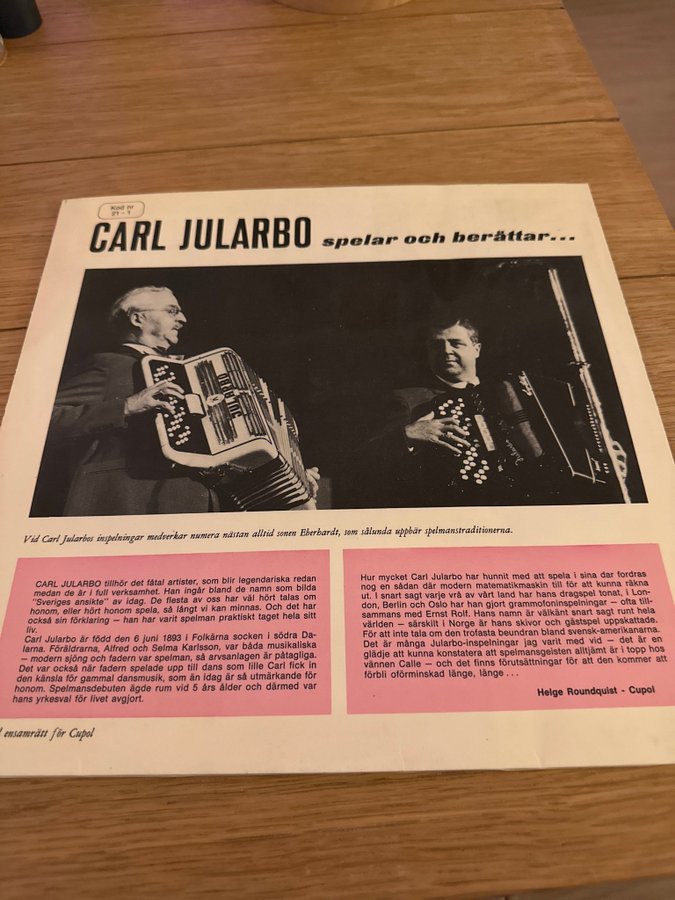 Kod nr
21 - 1
CARL JULARBO spelar och berättar...
Vid Carl Jularbos inspelningar medverkar numera nästan alltid sonen Eberhardt, som sålunda uppbär spelmanstraditionerna.
CARL JULARBO tillhör det fåtal artister, som blir legendariska redan
medan de är i full verksamhet. Han ingår bland de namn som bilda
"Sveriges ansikte" av idag. De flesta av oss har väl hört talas om
honom, eller hört honom spela, så långt vi kan minnas. Och det har
också sin förklaring — han har varit spelman praktiskt taget hela sitt
liv.
Carl Jularbo är född den 6 juni 1893 i Folkärna socken i södra Da-
larna. Föräldrarna, Alfred och Selma Karlsson, var båda musikaliska
— modern sjöng och fadern var spelman, så arvsanlagen är påtagliga.
Det var också när fadern spelade upp till dans som lille Carl fick in
den känsla för gammal dansmusik, som än idag är så utmärkande för
honom. Spelmansdebuten ägde rum vid 5 års ålder och därmed var
hans yrkesval för livet avgjort.
Hur mycket Carl Jularbo har hunnit med att spela i sina dar fordras
nog en sådan där modern matematikmaskin till för att kunna räkna
ut. I snart sagt varje vrå av vårt land har hans dragspel tonat, i Lon-
don, Berlin och Oslo har han gjort grammofoninspelningar — ofta till-
sammans med Ernst Rolf. Hans namn är välkänt snart sagt runt hela
världen — särskilt i Norge är hans skivor och gästspel uppskattade.
För att inte tala om den trofasta beundran bland svensk-amerikanarna.
Det är många Jularbo-inspelningar jag varit med vid — det är en
glädje att kunna konstatera att spelmansgeisten alltjämt är i topp hos
vännen Calle — och det finns förutsättningar för att den kommer att
förbli oförminskad länge, länge ...
Helge Roundquist - Cupol
ensamrätt för Cupol